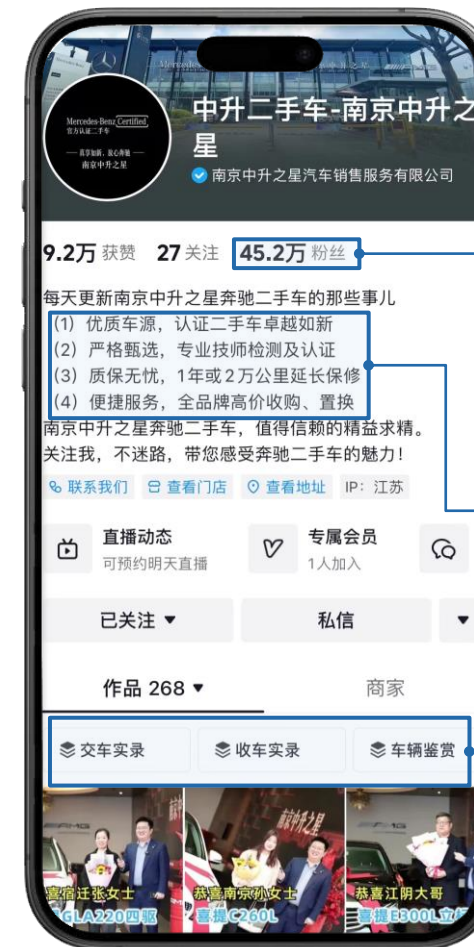 Mercedes-Benz Certified
官方认证二手车
南京中升之星
中升二手车-南京中升之
星
南京中升之星汽车销售服务有限公司
9.2万 获赞 27 关注 45.2万 粉丝
每天更新南京中升之星奔驰二手车的那些事儿
(1) 优质车源，认证二手车卓越如新
(2) 严格甄选，专业技师检测及认证
(3) 质保无忧，1年或2万公里延长保修
(4) 便捷服务，全品牌高价收购、置换
南京中升之星奔驰二手车，值得信赖的精益求精。
关注我，不迷路，带您感受奔驰二手车的魅力！
联系我们 查看门店 查看地址 IP：江苏
直播动态 专属会员
可预约明天直播 1人加入
已关注 私信
作品 268 商家
交车实录 收车实录 车辆鉴赏
南京中升之星
喜宿迁张女士 恭喜南京孙女士 恭喜江阴大哥
GLA220四驱 喜提C260L 喜提E300L